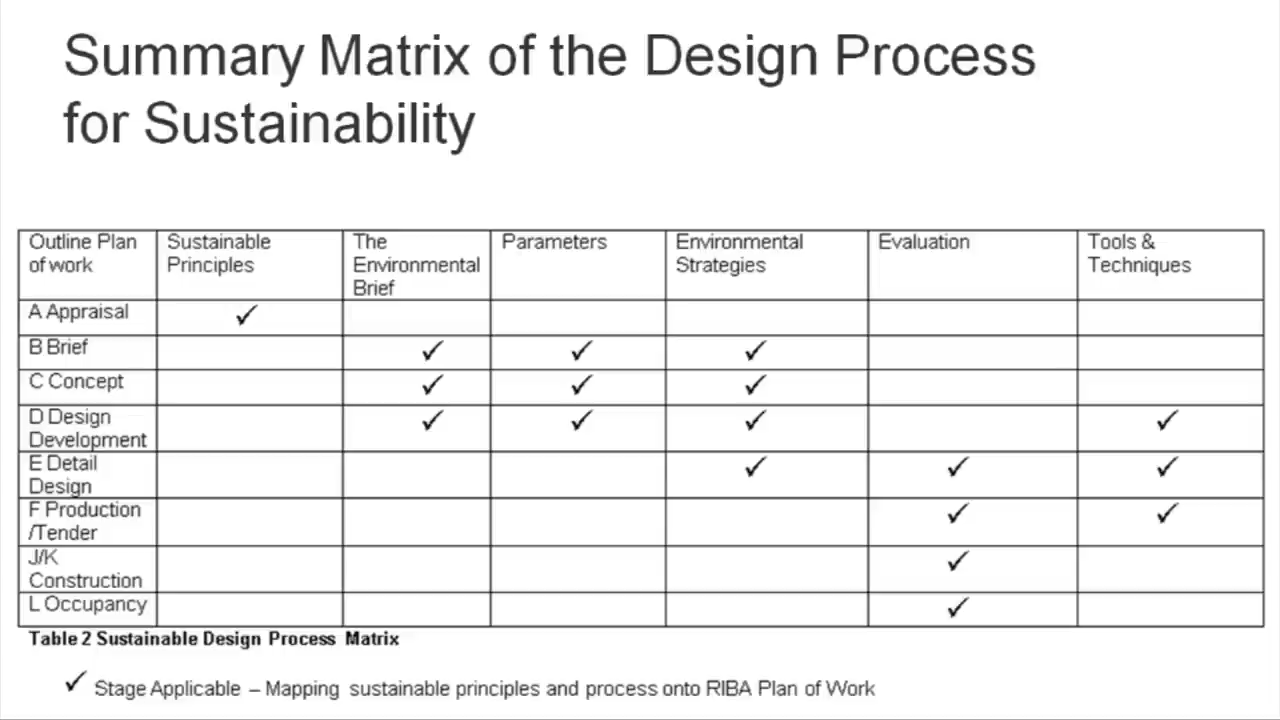 Summary Matrix of the Design Process
for Sustainability
Outline Plan of work | Sustainable Principles | The Environmental Brief | Parameters | Environmental Strategies | Evaluation | Tools & Techniques
A Appraisal | ✓ | | | | |
B Brief | | ✓ | ✓ | ✓ | |
C Concept | | ✓ | ✓ | ✓ | |
D Design Development | | ✓ | ✓ | ✓ | | ✓
E Detail Design | | | | ✓ | ✓ | ✓
F Production /Tender | | | | | ✓ | ✓
J/K Construction | | | | | ✓ |
L Occupancy | | | | | ✓ |
Table 2 Sustainable Design Process Matrix
✓ Stage Applicable – Mapping sustainable principles and process onto RIBA Plan of Work